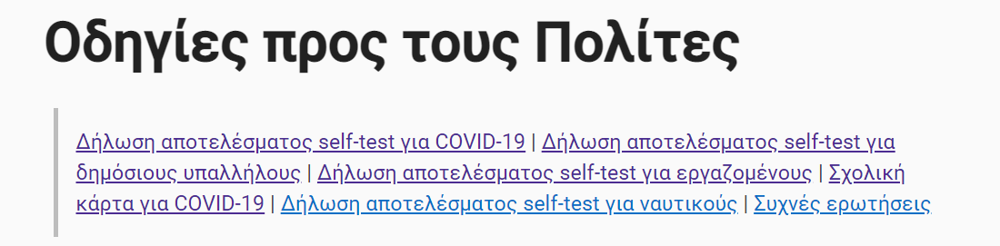 Οδηγίες προς τους Πολίτες
Δήλωση αποτελέσματος self-test για COVID-19 | Δήλωση αποτελέσματος self-test για
δημόσιους υπαλλήλους | Δήλωση αποτελέσματος self-test για εργαζομένους | Σχολική
κάρτα για COVID-19 | Δήλωση αποτελέσματος self-test για ναυτικούς | Συχνές ερωτήσεις